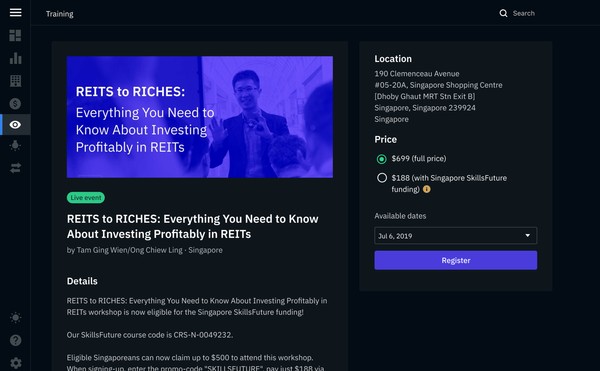 Training
Search
REITS to RICHES:
Everything You Need to
Know About Investing
Profitably in REITs
Live event
REITS to RICHES: Everything You Need to Know
About Investing Profitably in REITs
by Tam Ging Wien/Ong Chiew Ling · Singapore
Details
REITS to RICHES: Everything You Need to Know About Investing Profitably in
REITs workshop is now eligible for the Singapore SkillsFuture funding!
Our SkillsFuture course code is CRS-N-0049232.
Eligible Singaporeans can now claim up to $500 to attend this workshop.
When signing-up, enter the promo-code "SKILLSFUTURE", pay just $188 via
Location
190 Clemenceau Avenue
#05-20A, Singapore Shopping Centre
[Dhoby Ghaut MRT Stn Exit B]
Singapore, Singapore 239924
Singapore
Price
$699 (full price)
$188 (with Singapore SkillsFuture
funding)
Available dates
Jul 6, 2019
Register